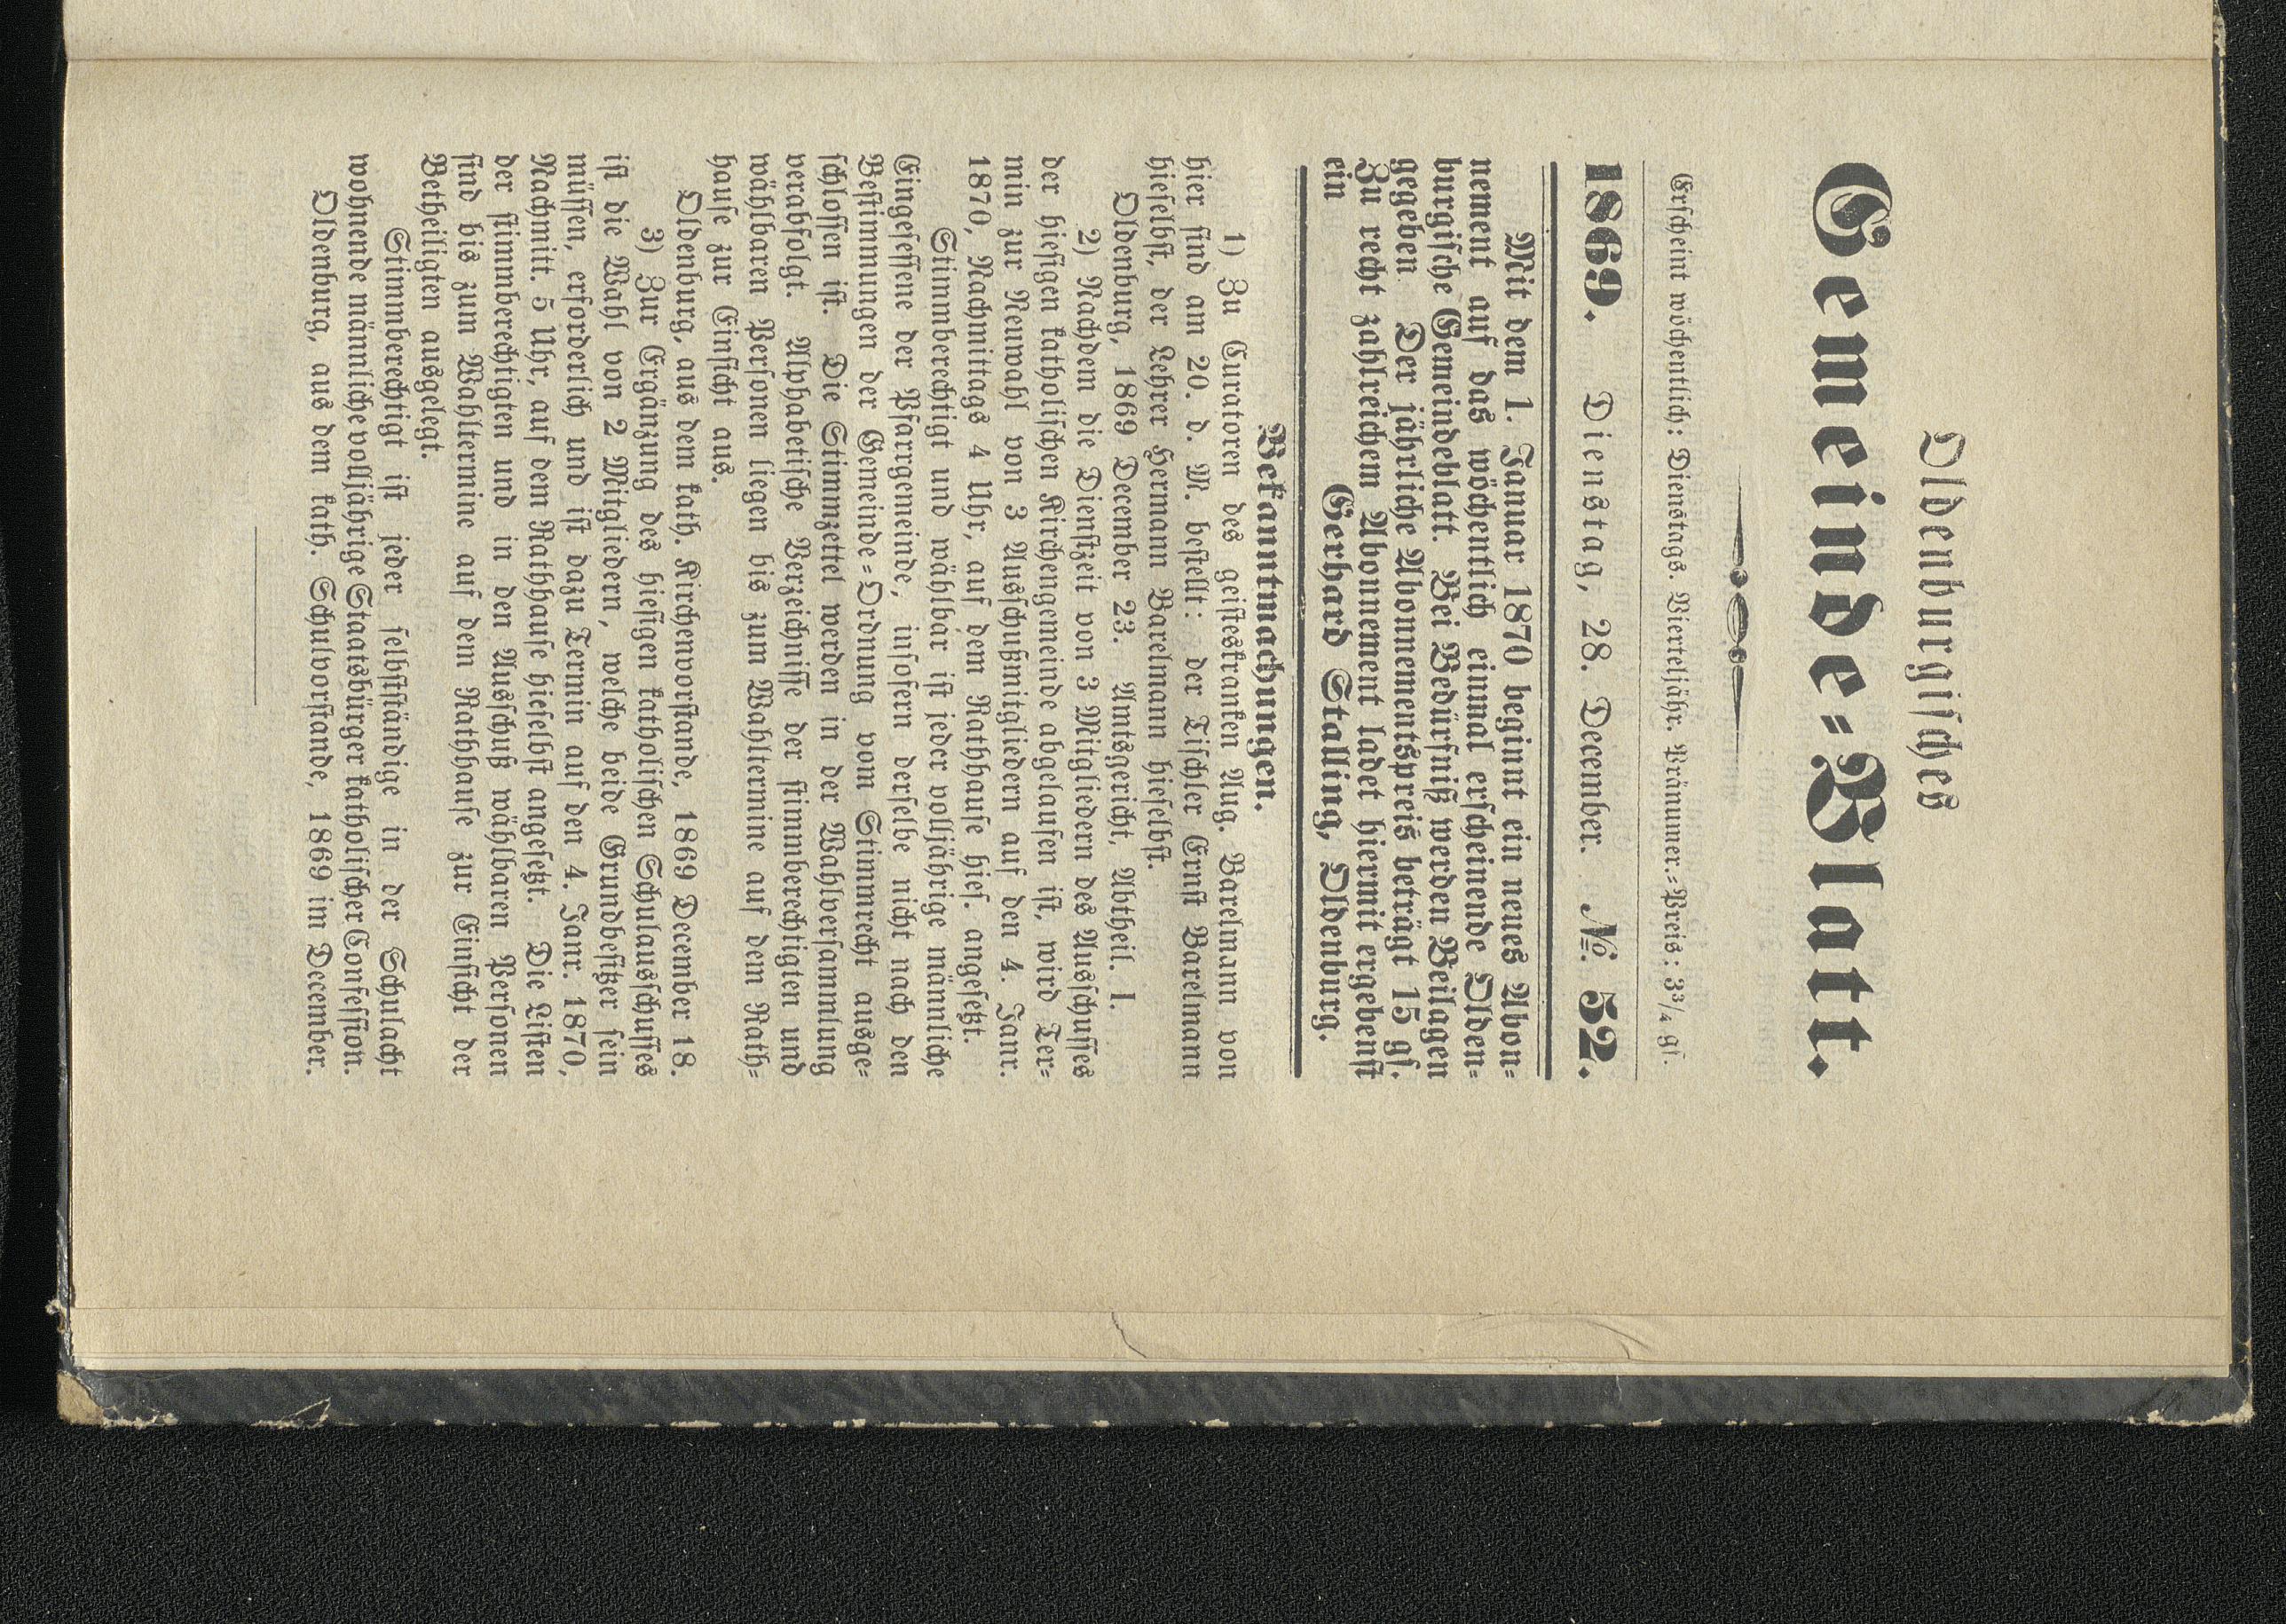 Oldenburgisches
Gemeinde=Blatt.
Erscheint wöchentlich: Dienstags. Vierteljähr. Pränumer.=Preis: 3¾ gs.
1869. Dienstag, 28. December. №. 52.
Mit dem 1. Januar 1870 beginnt ein neues Abon=
nement auf das wöchentlich einmal erscheinende Olden=
burgische Gemeindeblatt. Bei Bedürfniß werden Beilagen
gegeben. Der jährliche Abonnementspreis beträgt 15 gs.
Zu recht zahlreichem Abonnement ladet hiermit ergebenst
ein Gerhard Stalling, Oldenburg.
Bekanntmachungen.
1) Zu Curatoren des geisteskranken Aug. Barelmann von
hier sind am 20. d. M. bestellt: der Tischler Ernst Barelmann
hieselbst, der Lehrer Hermann Barelmann hieselbst.
Oldenburg, 1869 December 23. Amtsgericht, Abtheil. I.
2) Nachdem die Dienstzeit von 3 Mitgliedern des Ausschusses
der hiesigen katholischen Kirchengemeinde abgelaufen ist, wird Ter=
min zur Neuwahl von 3 Ausschußmitgliedern auf den 4. Janr.
1870, Nachmittags 4 Uhr, auf dem Rathhause hies. angesetzt.
Stimmberechtigt und wählbar ist jeder volljährige männliche
Eingesessene der Pfarrgemeinde, insofern derselbe nicht nach den
Bestimmungen der Gemeinde=Ordnung vom Stimmrecht ausge=
schlossen ist. Die Stimmzettel werden in der Wahlversammlung
verabfolgt. Alphabetische Verzeichnisse der stimmberechtigten und
wählbaren Personen liegen bis zum Wahltermine auf dem Rath=
hause zur Einsicht aus.
Oldenburg, aus dem kath. Kirchenvorstande, 1869 December 18.
3) Zur Ergänzung des hiesigen katholischen Schulausschusses
ist die Wahl von 2 Mitgliedern, welche beide Grundbesitzer sein
müssen, erforderlich und ist dazu Termin auf den 4. Janr. 1870,
Nachmitt. 5 Uhr, auf dem Rathhause hieselbst angesetzt. Die Listen
der stimmberechtigten und in den Ausschuß wählbaren Personen
sind bis zum Wahltermine auf dem Rathhause zur Einsicht der
Betheiligten ausgelegt.
Stimmberechtigt ist jeder selbstständige in der Schulacht
wohnende männliche volljährige Staatsbürger katholischer Confession.
Oldenburg, aus dem kath. Schulvorstande, 1869 im December.